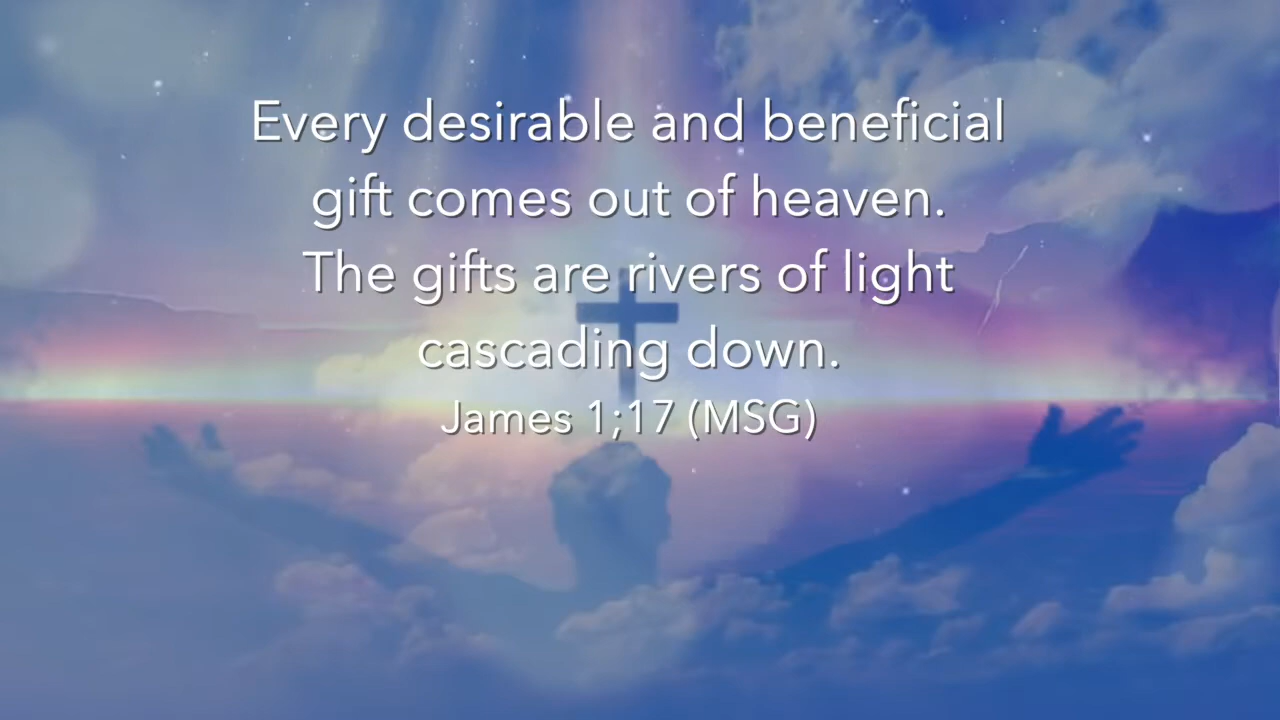 Every desirable and beneficial
gift comes out of heaven.
The gifts are rivers of light
cascading down.
James 1;17 (MSG)